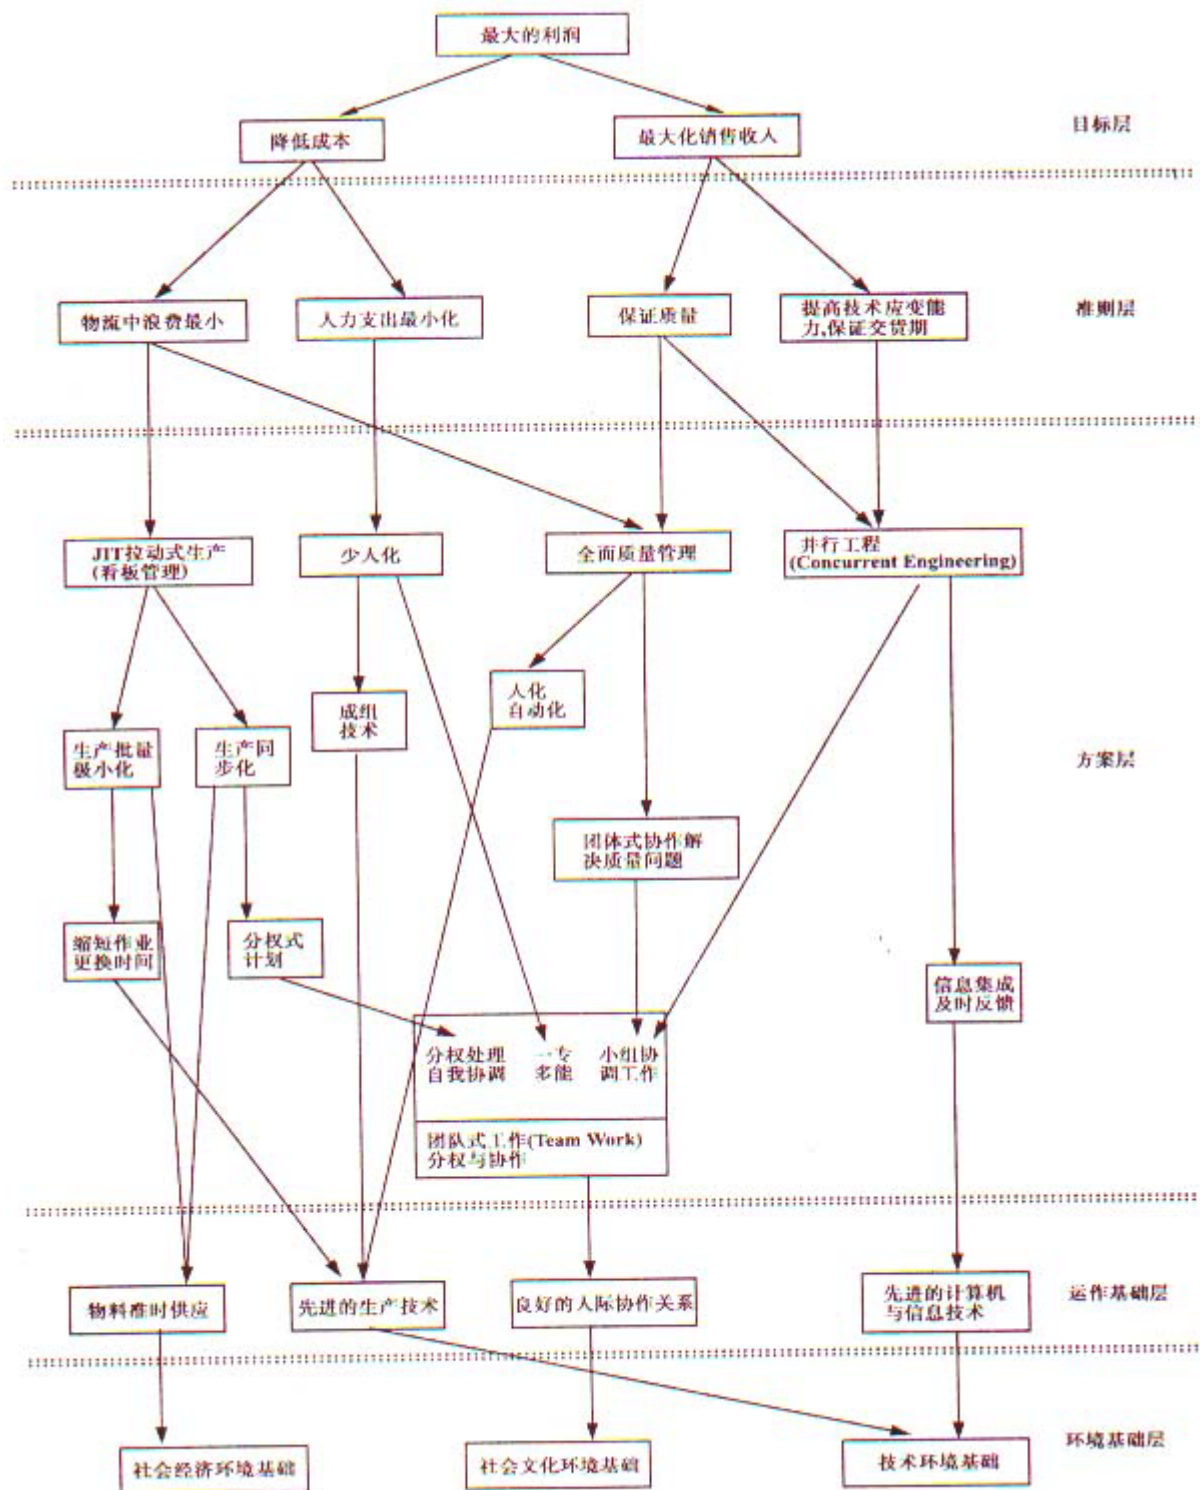 最大的利润
降低成本
最大化销售收入
目标层
物流中浪费最小
人力支出最小化
保证质量
提高技术应变能
力,保证交货期
准则层
JIT拉动式生产
(看板管理)
少人化
全面质量管理
并行工程
(Concurrent Engineering)
人化
自动化
成组
技术
生产批量
极小化
生产同
步化
方案层
团体式协作解
决质量问题
缩短作业
更换时间
分权式
计划
信息集成
及时反馈
分权处理
自我协调
一专
多能
小组协
调工作
团队式工作(Team Work)
分权与协作
物料准时供应
先进的生产技术
良好的人际协作关系
先进的计算机
与信息技术
运作基础层
社会经济环境基础
社会文化环境基础
技术环境基础
环境基础层